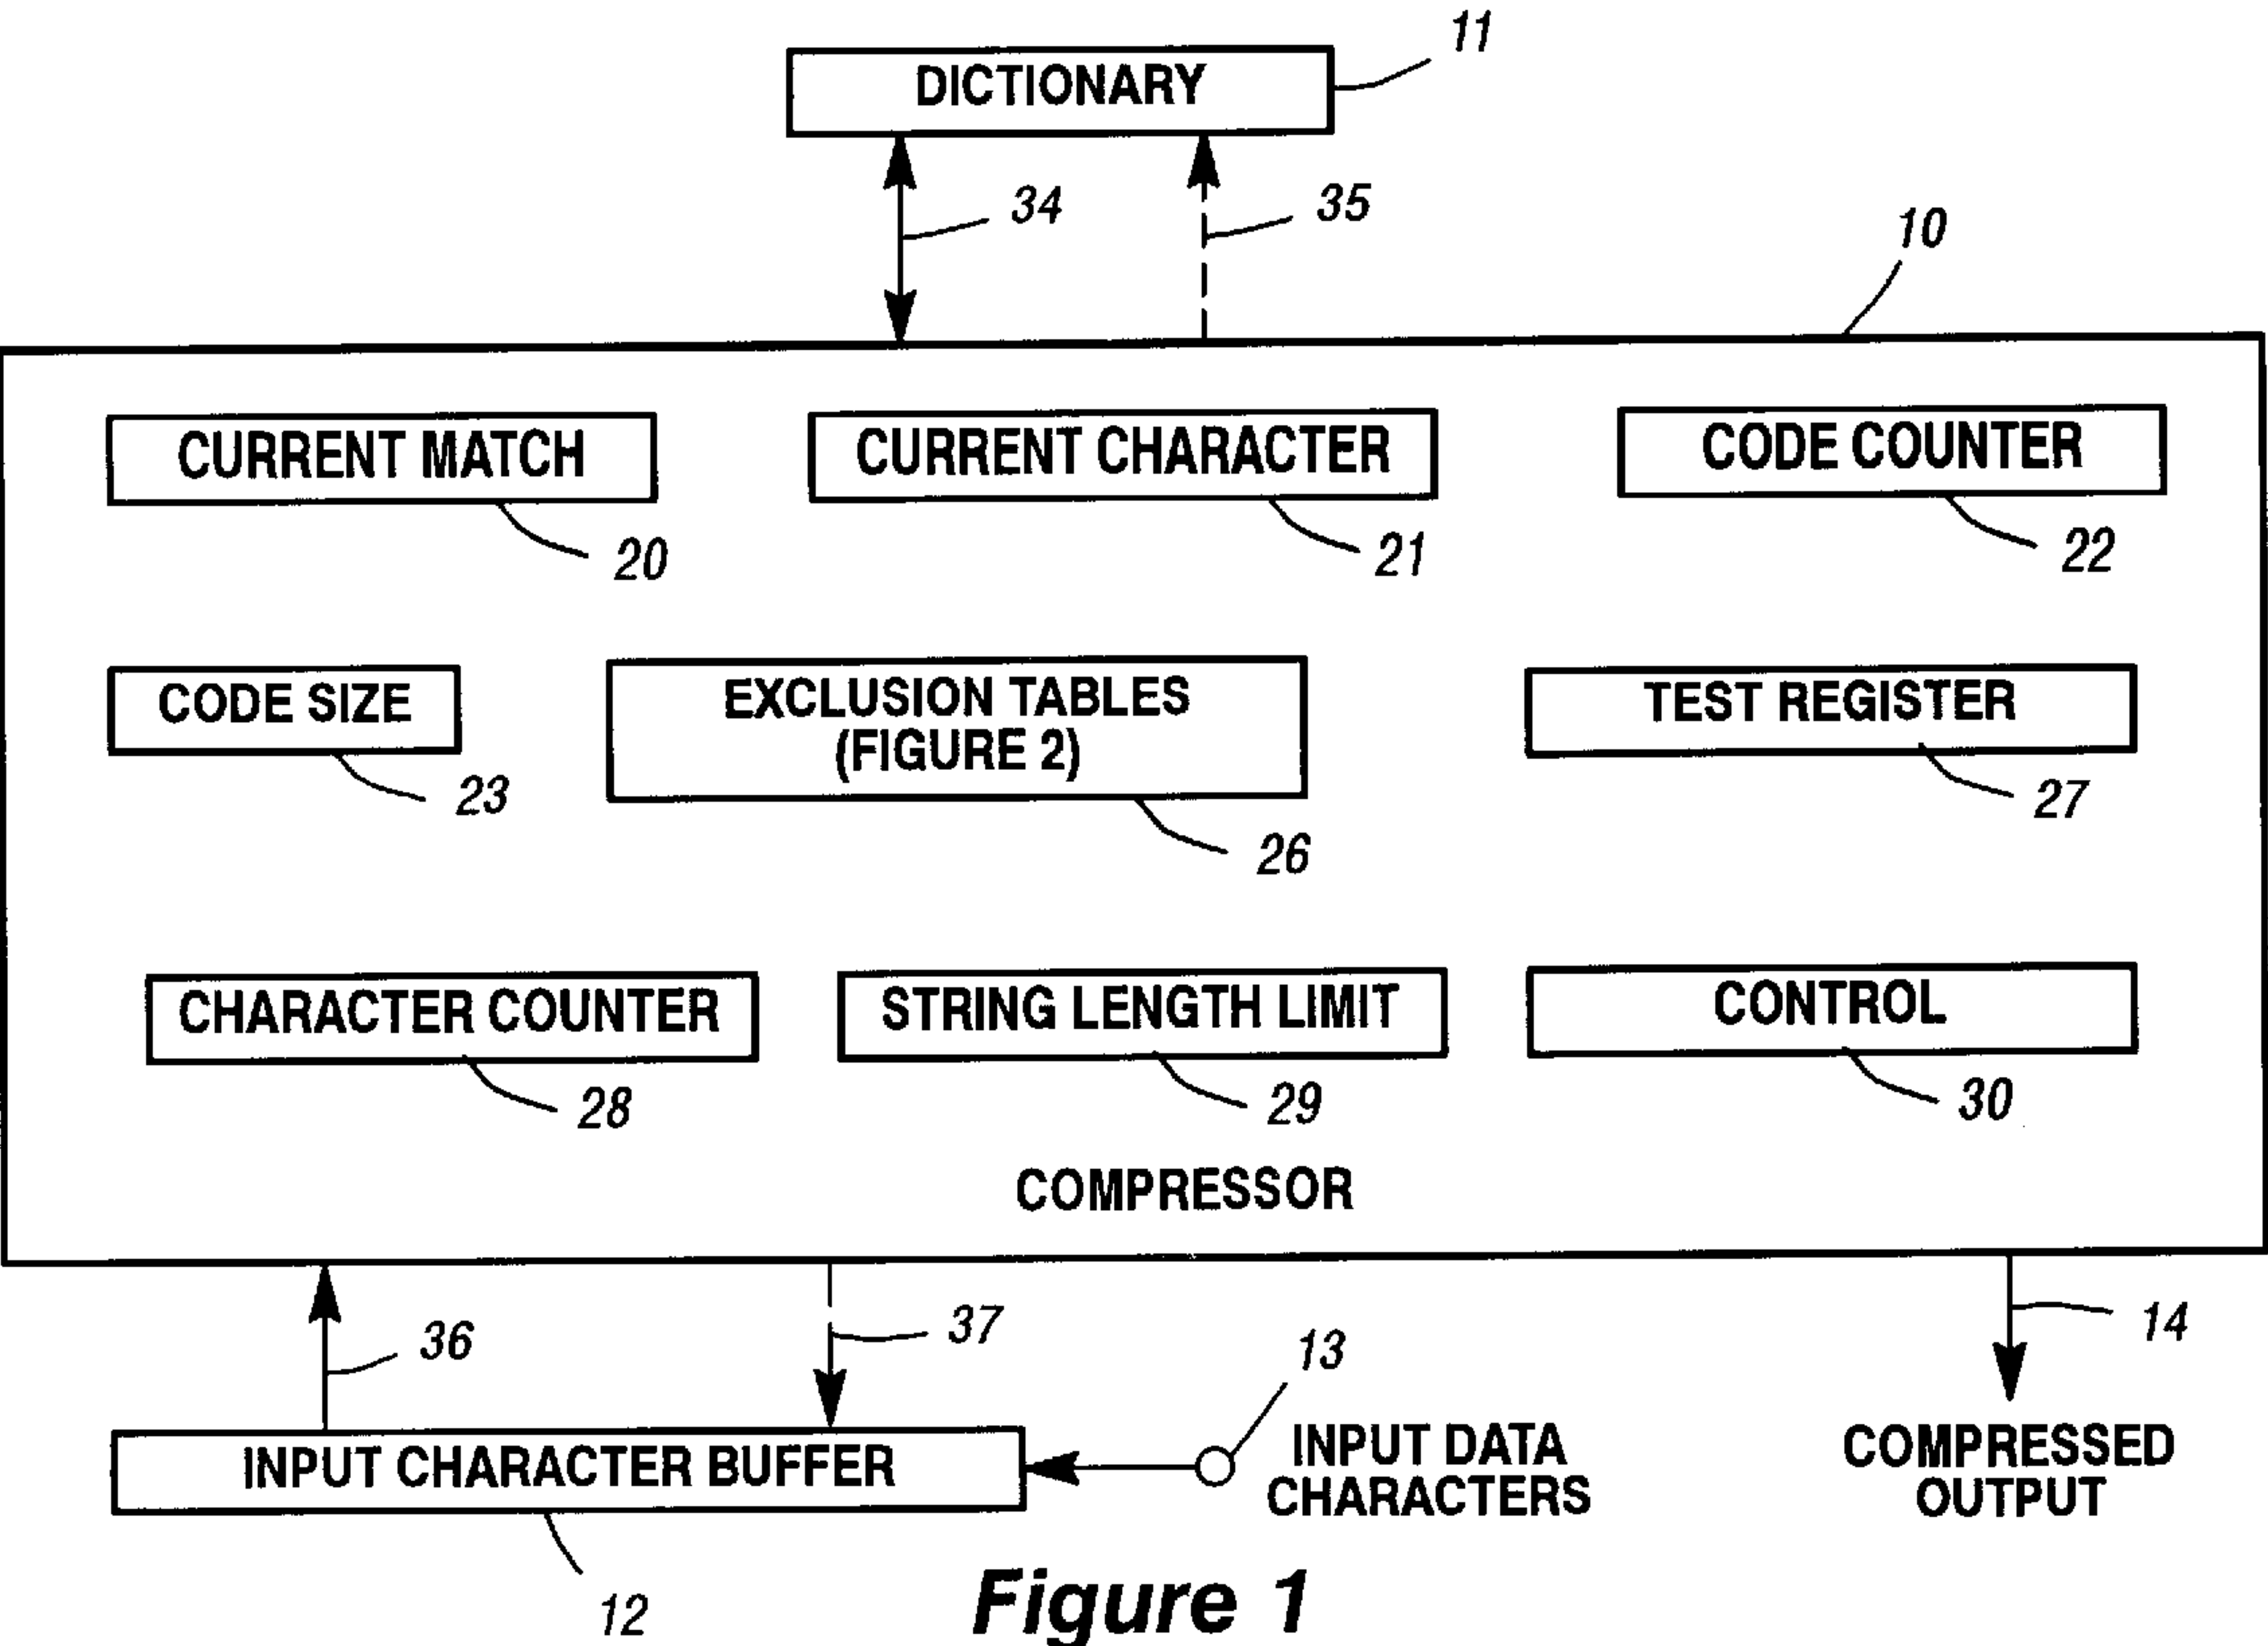 11
DICTIONARY
34
35
10
CURRENT MATCH
CURRENT CHARACTER
CODE COUNTER
20
21
22
CODE SIZE
EXCLUSION TABLES
(FIGURE 2)
TEST REGISTER
23
26
27
CHARACTER COUNTER
STRING LENGTH LIMIT
CONTROL
28
29
30
COMPRESSOR
36
37
13
14
INPUT CHARACTER BUFFER
INPUT DATA
CHARACTERS
COMPRESSED
OUTPUT
12
Figure 1